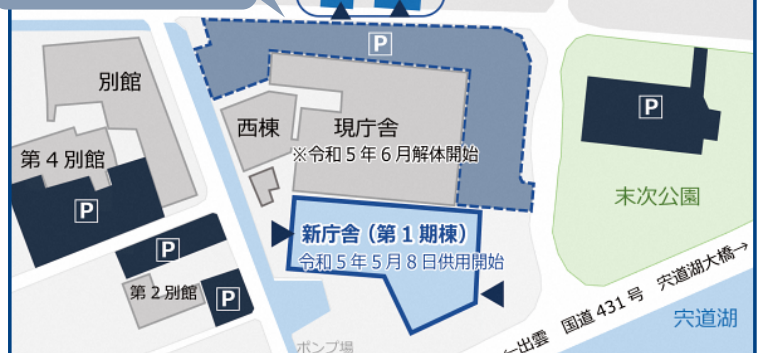 P
別館
西棟
現庁舎
※令和5年6月解体開始
P
第4別館
P
末次公園
新庁舎（第1期棟）
令和5年5月8日供用開始
P
第2別館
P
←出雲 国道431号 宍道湖大橋→
宍道湖
ポンプ場